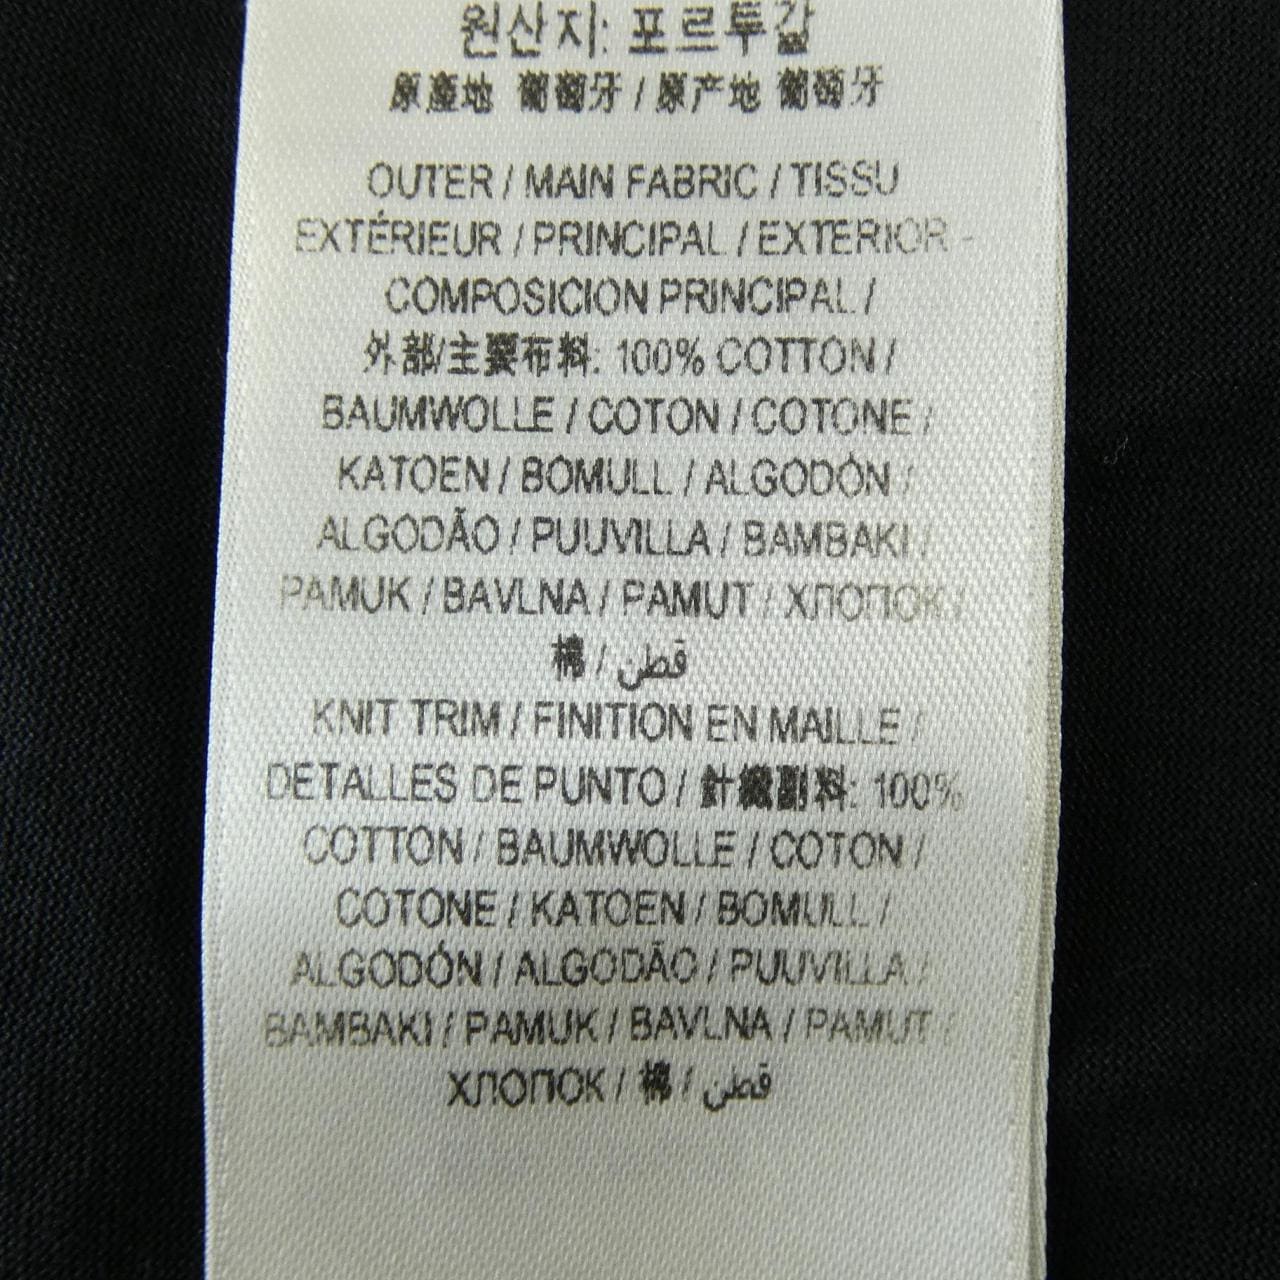 원산지: 포르투갈
原產地 葡萄牙 / 原产地 葡萄牙
OUTER / MAIN FABRIC / TISSU
EXTÉRIEUR / PRINCIPAL / EXTERIOR -
COMPOSICION PRINCIPAL /
外部/主要布料: 100% COTTON /
BAUMWOLLE / COTON / COTONE /
KATOEN / BOMULL / ALGODÓN /
ALGODÃO / PUUVILLA / BAMBAKI /
PAMUK / BAVLNA / PAMUT / ХЛОПОК /
棉 / قطن
KNIT TRIM / FINITION EN MAILLE /
DETALLES DE PUNTO / 針織副料: 100%
COTTON / BAUMWOLLE / COTON /
COTONE / KATOEN / BOMULL /
ALGODÓN / ALGODÃO / PUUVILLA /
BAMBAKI / PAMUK / BAVLNA / PAMUT /
ХЛОПОК / 棉 / قطن